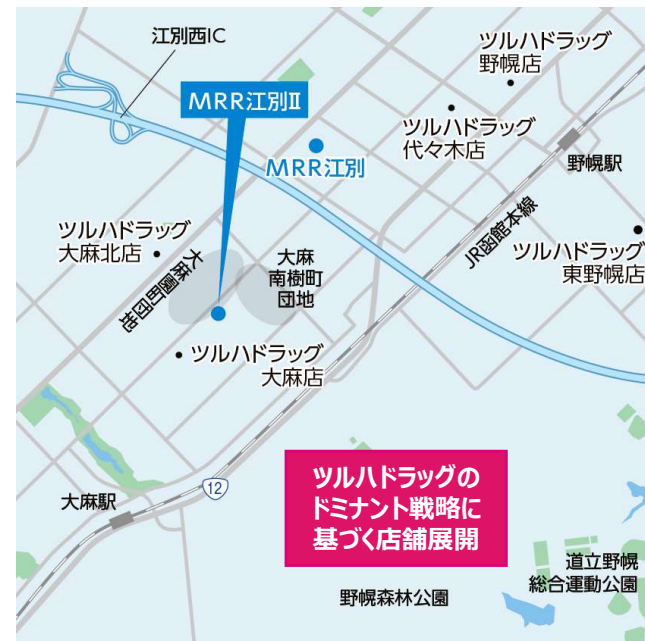 江別西IC
ツルハドラッグ
野幌店
MRR江別Ⅱ
ツルハドラッグ
代々木店
MRR江別
野幌駅
JR函館本線
ツルハドラッグ
大麻北店
大麻園町団地
大麻
南樹町
団地
ツルハドラッグ
東野幌店
ツルハドラッグ
大麻店
12
大麻駅
ツルハドラッグの
ドミナント戦略に
基づく店舗展開
道立野幌
総合運動公園
野幌森林公園